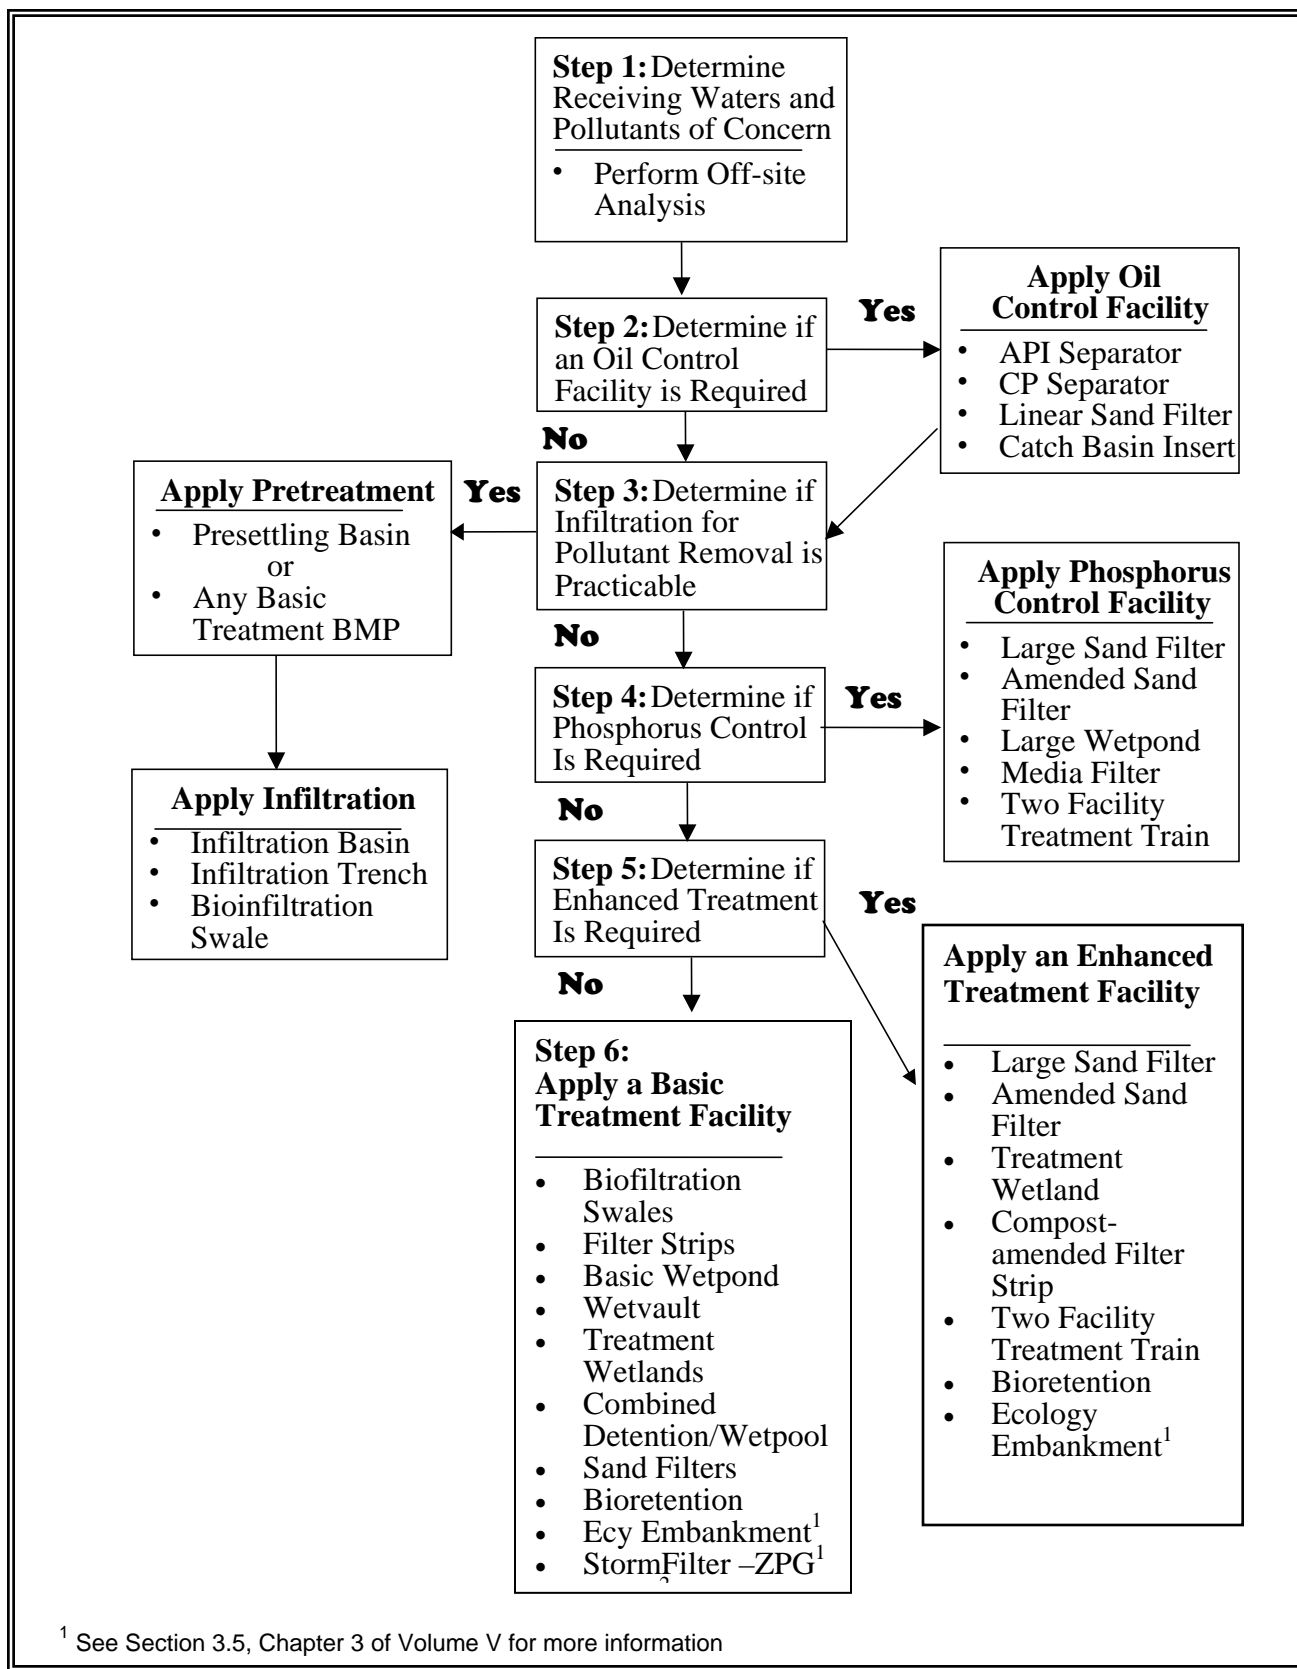 Step 1: Determine
Receiving Waters and
Pollutants of Concern
• Perform Off-site
Analysis
Step 2: Determine if
an Oil Control
Facility is Required
Yes
No
Apply Oil
Control Facility
• API Separator
• CP Separator
• Linear Sand Filter
• Catch Basin Insert
Step 3: Determine if
Infiltration for
Pollutant Removal is
Practicable
Yes
No
Apply Pretreatment
• Presettling Basin
or
• Any Basic
Treatment BMP
Apply Infiltration
• Infiltration Basin
• Infiltration Trench
• Bioinfiltration
Swale
Step 4: Determine if
Phosphorus Control
Is Required
Yes
No
Apply Phosphorus
Control Facility
• Large Sand Filter
• Amended Sand
Filter
• Large Wetpond
• Media Filter
• Two Facility
Treatment Train
Step 5: Determine if
Enhanced Treatment
Is Required
Yes
No
Apply an Enhanced
Treatment Facility
• Large Sand Filter
• Amended Sand
Filter
• Treatment
Wetland
• Compost-
amended Filter
Strip
• Two Facility
Treatment Train
• Bioretention
• Ecology
Embankment¹
Step 6:
Apply a Basic
Treatment Facility
• Biofiltration
Swales
• Filter Strips
• Basic Wetpond
• Wetvault
• Treatment
Wetlands
• Combined
Detention/Wetpool
• Sand Filters
• Bioretention
• Ecy Embankment¹
• StormFilter –ZPG¹
¹ See Section 3.5, Chapter 3 of Volume V for more information